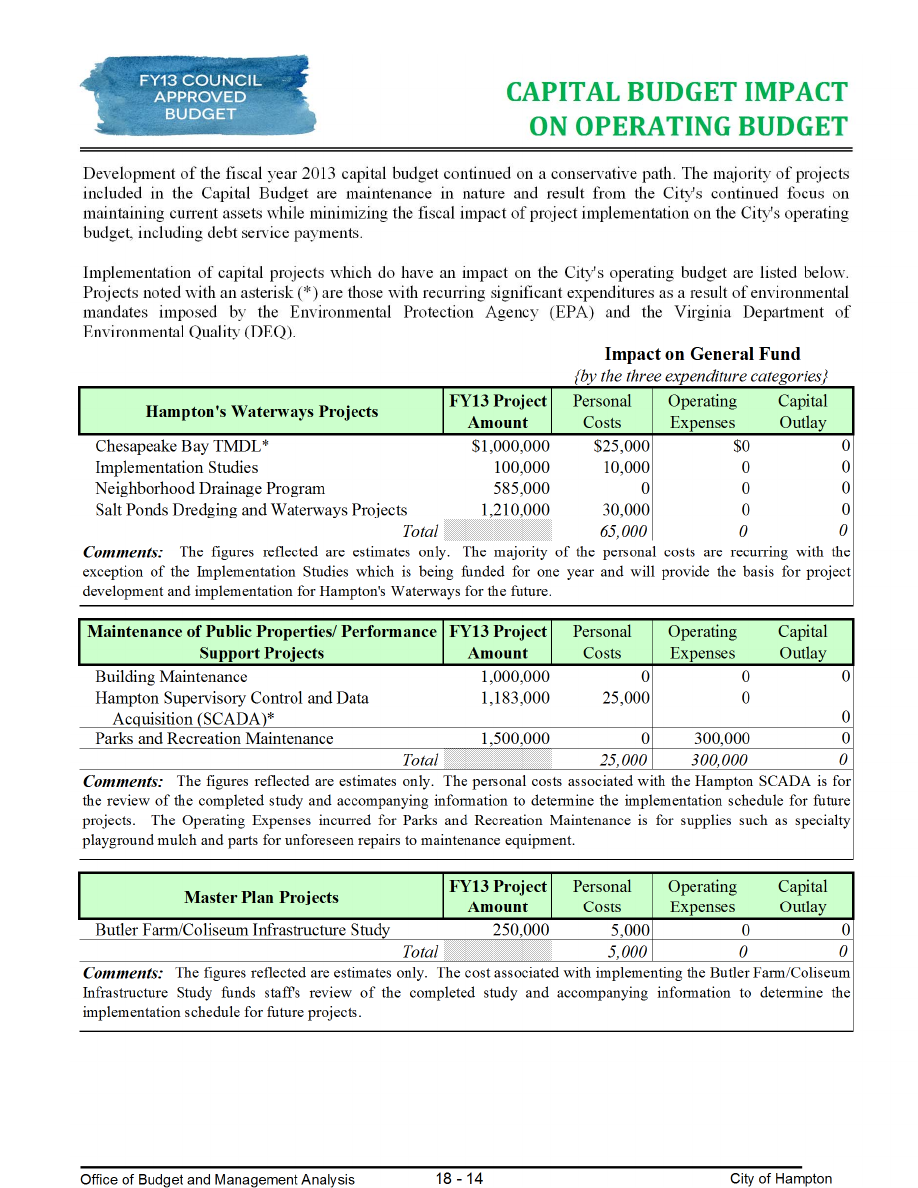 FY13 COUNCIL
APPROVED
BUDGET
CAPITAL BUDGET IMPACT
ON OPERATING BUDGET
Development of the fiscal year 2013 capital budget continued on a conservative path. The majority of projects
included in the Capital Budget are maintenance in nature and result from the City's continued focus on
maintaining current assets while minimizing the fiscal impact of project implementation on the City's operating
budget, including debt service payments.
Implementation of capital projects which do have an impact on the City's operating budget are listed below.
Projects noted with an asterisk (*) are those with recurring significant expenditures as a result of environmental
mandates imposed by the Environmental Protection Agency (EPA) and the Virginia Department of
Environmental Quality (DEQ).
Impact on General Fund
{by the three expenditure categories}
Hampton's Waterways Projects FY13 Project Amount Personal Costs Operating Expenses Capital Outlay
Chesapeake Bay TMDL* $1,000,000 $25,000 $0 0
Implementation Studies 100,000 10,000 0 0
Neighborhood Drainage Program 585,000 0 0 0
Salt Ponds Dredging and Waterways Projects 1,210,000 30,000 0 0
Total 65,000 0 0
Comments: The figures reflected are estimates only. The majority of the personal costs are recurring with the
exception of the Implementation Studies which is being funded for one year and will provide the basis for project
development and implementation for Hampton's Waterways for the future.
Maintenance of Public Properties/ Performance Support Projects FY13 Project Amount Personal Costs Operating Expenses Capital Outlay
Building Maintenance 1,000,000 0 0 0
Hampton Supervisory Control and Data 1,183,000 25,000 0
Acquisition (SCADA)* 0
Parks and Recreation Maintenance 1,500,000 0 300,000 0
Total 25,000 300,000 0
Comments: The figures reflected are estimates only. The personal costs associated with the Hampton SCADA is for
the review of the completed study and accompanying information to determine the implementation schedule for future
projects. The Operating Expenses incurred for Parks and Recreation Maintenance is for supplies such as specialty
playground mulch and parts for unforeseen repairs to maintenance equipment.
Master Plan Projects FY13 Project Amount Personal Costs Operating Expenses Capital Outlay
Butler Farm/Coliseum Infrastructure Study 250,000 5,000 0 0
Total 5,000 0 0
Comments: The figures reflected are estimates only. The cost associated with implementing the Butler Farm/Coliseum
Infrastructure Study funds staff's review of the completed study and accompanying information to determine the
implementation schedule for future projects.
Office of Budget and Management Analysis 18 - 14 City of Hampton